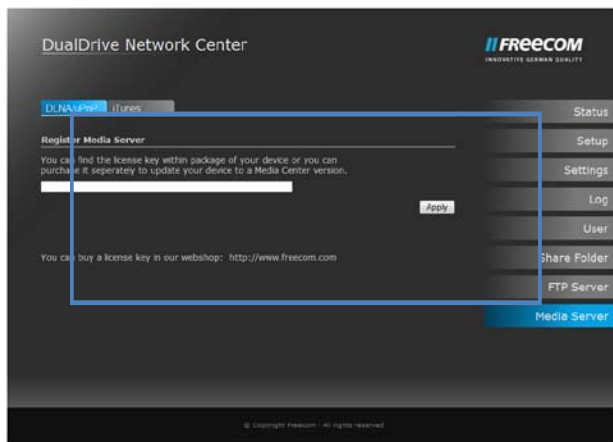 DualDrive Network Center
FREECOM
INNOVATIVE GERMAN QUALITY
DLNA/uPnP iTunes
Register Media Server
You can find the license key within package of your device or you can
purchase it seperately to update your device to a Media Center version.
Apply
You can buy a license key in our webshop: http://www.freecom.com
Status
Setup
Settings
Log
User
Share Folder
FTP Server
Media Server
© Copyright Freecom · All rights reserved